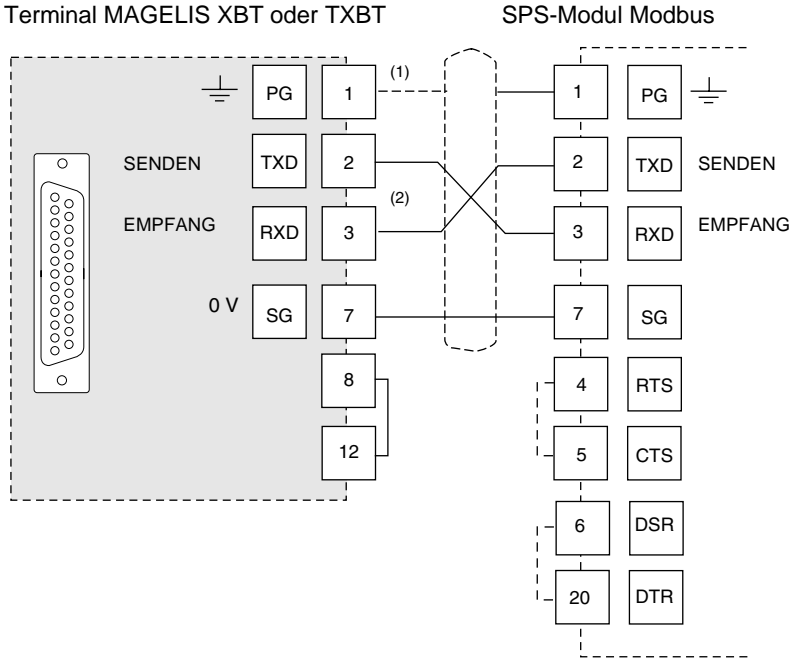 Terminal MAGELIS XBT oder TXBT
SPS-Modul Modbus
PG 1 (1) 1 PG
SENDEN TXD 2 2 TXD SENDEN
EMPFANG RXD 3 (2) 3 RXD EMPFANG
0 V SG 7 7 SG
8 4 RTS
12 5 CTS
6 DSR
20 DTR